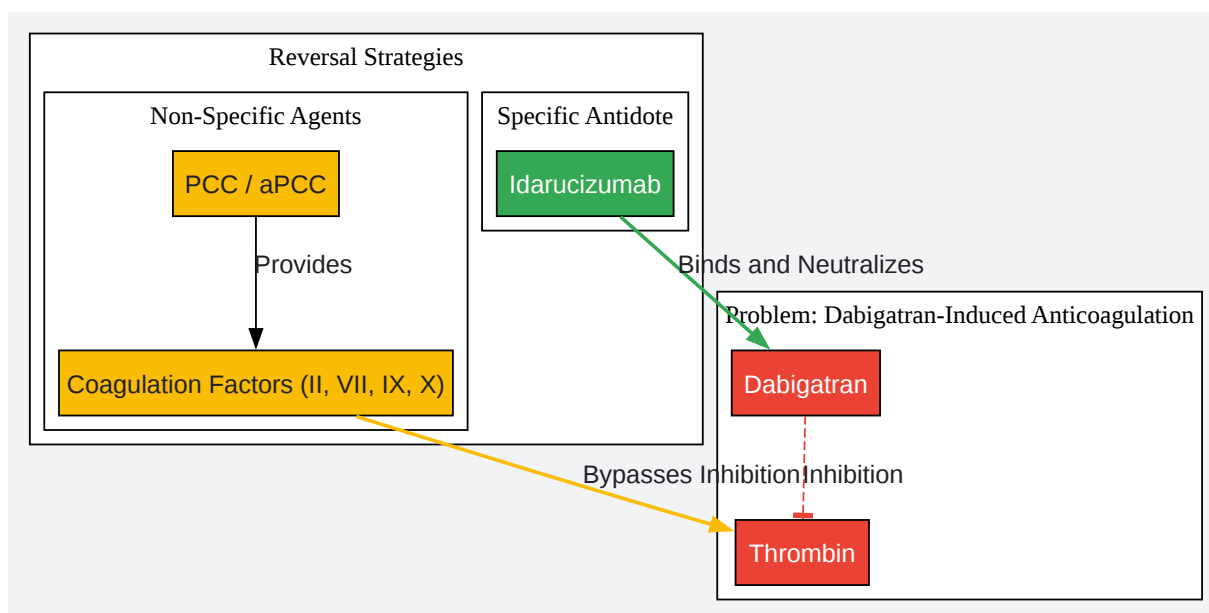 Reversal Strategies
Non-Specific Agents
Specific Antidote
PCC / aPCC
Idarucizumab
Provides
Binds and Neutralizes
Problem: Dabigatran-Induced Anticoagulation
Coagulation Factors (II, VII, IX, X)
Dabigatran
Bypasses Inhibition
Inhibition
Thrombin